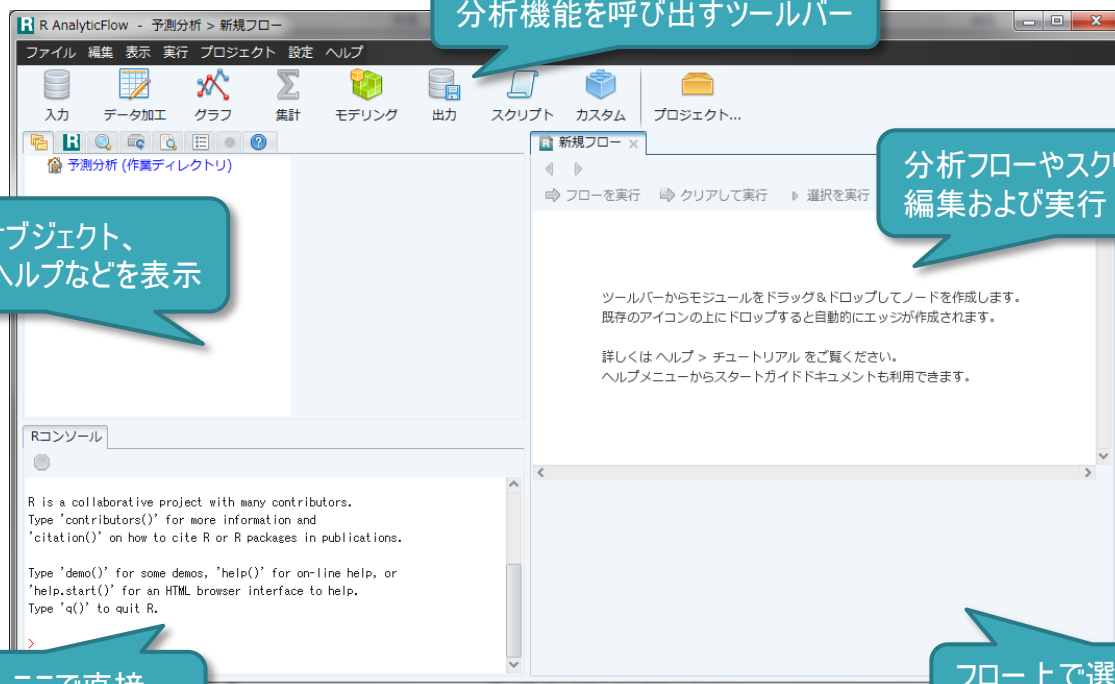 分析機能を呼び出すツールバー
R AnalyticFlow - 予測分析 > 新規フロー
ファイル 編集 表示 実行 プロジェクト 設定 ヘルプ
入力 データ加工 グラフ 集計 モデリング 出力 スクリプト カスタム プロジェクト...
予測分析 (作業ディレクトリ)
新規フロー
フローを実行 クリアして実行 選択を実行
分析フローやスク
編集および実行
ブジェクト、
ヘルプなどを表示
ツールバーからモジュールをドラッグ＆ドロップしてノードを作成します。
既存のアイコンの上にドロップすると自動的にエッジが作成されます。
詳しくは ヘルプ > チュートリアル をご覧ください。
ヘルプメニューからスタートガイドドキュメントも利用できます。
Rコンソール
R is a collaborative project with many contributors.
Type 'contributors()' for more information and
'citation()' on how to cite R or R packages in publications.
Type 'demo()' for some demos, 'help()' for on-line help, or
'help.start()' for an HTML browser interface to help.
Type 'q()' to quit R.
>
ここで直接
フロー上で選